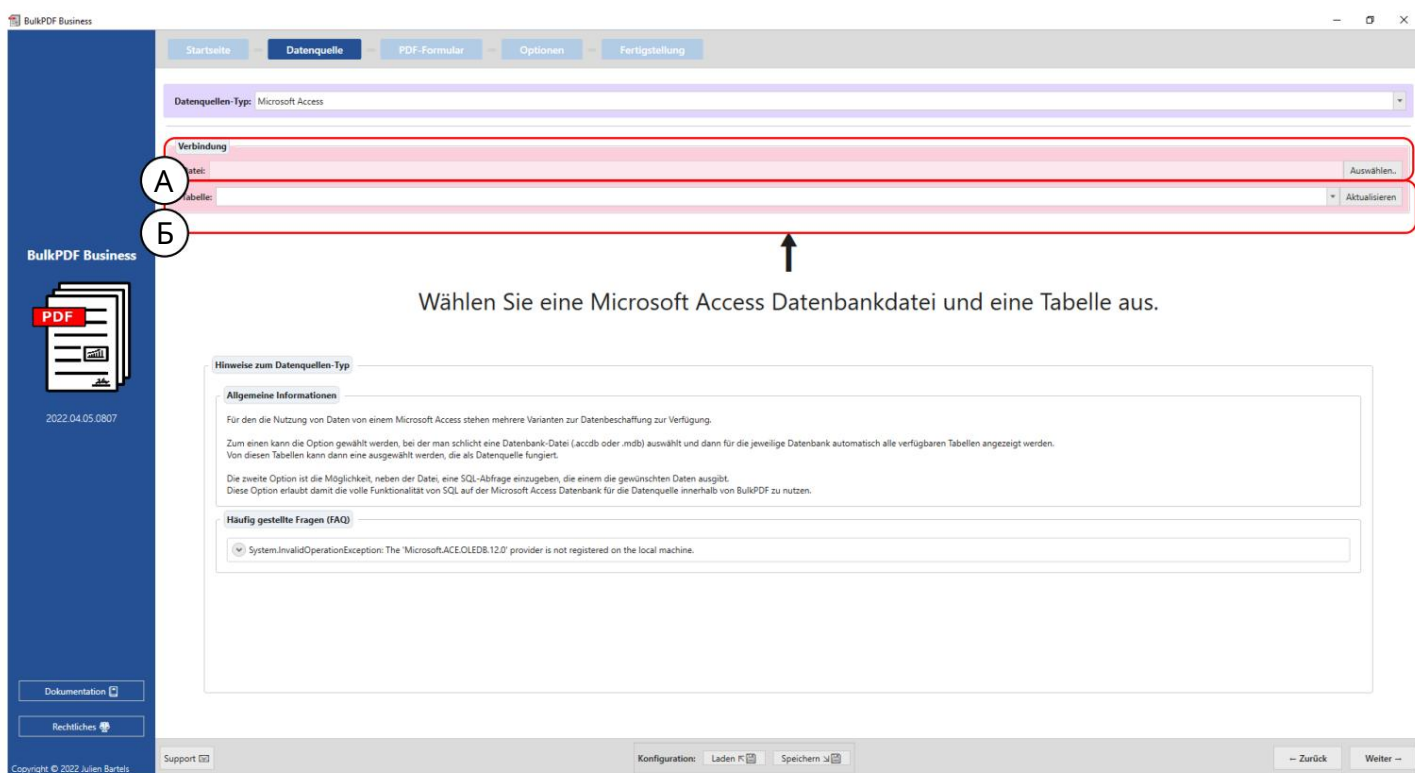 BulkPDF Business
Startseite
Datenquelle
PDF-Formular
Optionen
Fertigstellung
Datenquellen-Typ: Microsoft Access
Verbindung
Datei:
Auswählen..
А
Tabelle:
Aktualisieren
Б
BulkPDF Business
PDF
2022.04.05.0807
Wählen Sie eine Microsoft Access Datenbankdatei und eine Tabelle aus.
Hinweise zum Datenquellen-Typ
Allgemeine Informationen
Für den die Nutzung von Daten von einem Microsoft Access stehen mehrere Varianten zur Datenbeschaffung zur Verfügung.
Zum einen kann die Option gewählt werden, bei der man schlicht eine Datenbank-Datei (.accdb oder .mdb) auswählt und dann für die jeweilige Datenbank automatisch alle verfügbaren Tabellen angezeigt werden.
Von diesen Tabellen kann dann eine ausgewählt werden, die als Datenquelle fungiert.
Die zweite Option ist die Möglichkeit, neben der Datei, eine SQL-Abfrage einzugeben, die einem die gewünschten Daten ausgibt.
Diese Option erlaubt damit die volle Funktionalität von SQL auf der Microsoft Access Datenbank für die Datenquelle innerhalb von BulkPDF zu nutzen.
Häufig gestellte Fragen (FAQ)
System.InvalidOperationException: The 'Microsoft.ACE.OLEDB.12.0' provider is not registered on the local machine.
Dokumentation
Rechtliches
Copyright © 2022 Julien Bartels
Support
Konfiguration: Laden Speichern
← Zurück
Weiter →